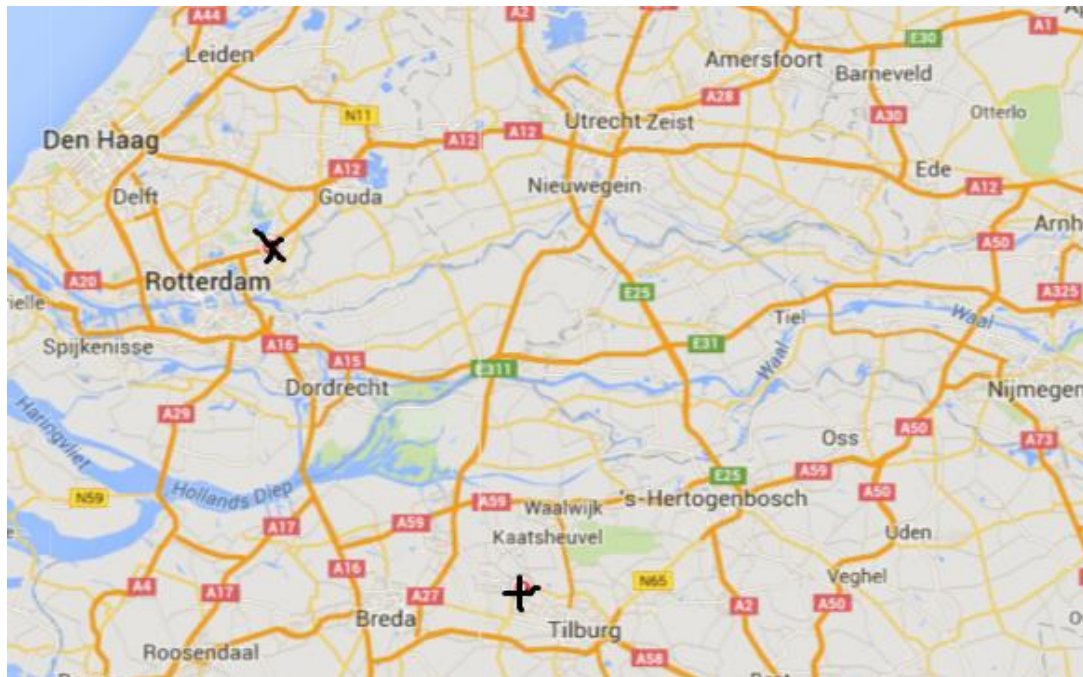 A44
A2
A1
E30
Leiden
Amersfoort
Barneveld
A28
N11
Otterlo
A30
Utrecht
Zeist
Den Haag
A12
A12
A12
Ede
Nieuwegein
A12
Delft
Gouda
Arnh
A50
A20
Rotterdam
E25
A325
ielle
Tiel
Waal
A16
E31
Spijkenisse
A15
Waal
E311
Dordrecht
Nijmegen
Haringvliet
A29
A50
Oss
A73
A59
E25
Hollands Diep
N59
's-Hertogenbosch
A59
Waalwijk
A50
A17
A59
Kaatsheuvel
Uden
A16
N65
Veghel
A4
A17
A27
A2
A50
Breda
Tilburg
Roosendaal
A58